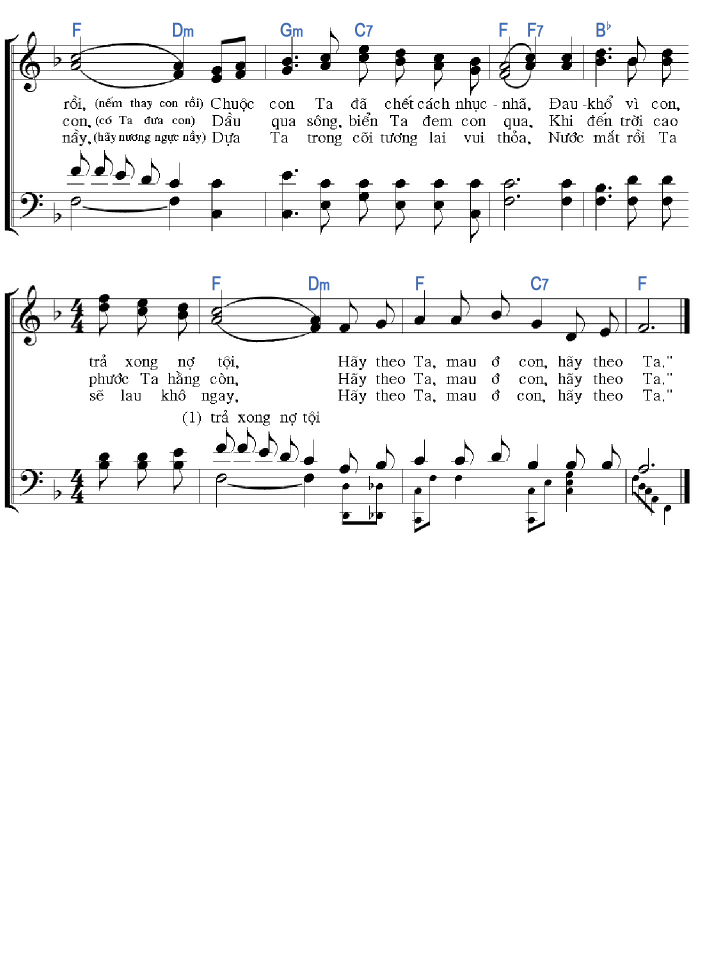 F Dm Gm C7 F F7 B♭
rồi, (nếm thay con rồi) Chuộc con Ta đã chết cách nhục-nhã, Đau-khổ vì con,
con, (có Ta đưa con) Dầu qua sông, biển Ta đem con qua. Khi đến trời cao
nầy, (hãy nương ngực nầy) Dựa Ta trong cõi tương lai vui thỏa, Nước mắt rồi Ta
F Dm F C7 F
4 4
trả xong nợ tội, Hãy theo Ta, mau ớ con, hãy theo Ta."
phước Ta hằng còn, Hãy theo Ta, mau ớ con, hãy theo Ta."
sẽ lau khô ngay, Hãy theo Ta, mau ớ con, hãy theo Ta."
(1) trả xong nợ tội
4 4